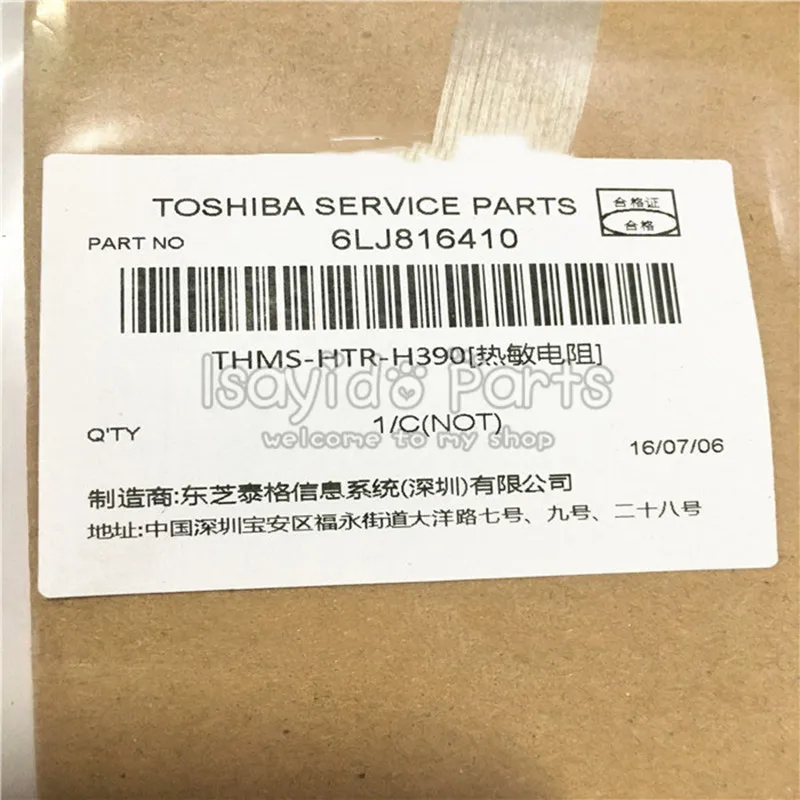 TOSHIBA SERVICE PARTS
合格证
合格
PART NO 6LJ816410
THMS-HTR-H390[热敏电阻]
Isayido Parts
Q'TY 1/C(NOT)
welcome to my shop
16/07/06
制造商:东芝泰格信息系统(深圳)有限公司
地址:中国深圳宝安区福永街道大洋路七号、九号、二十八号